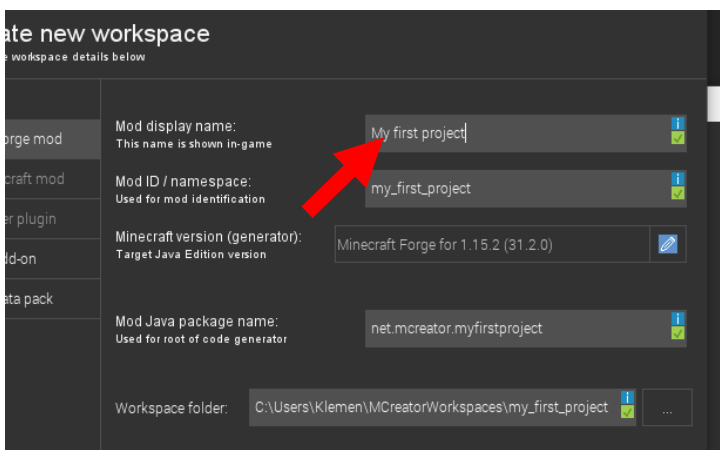 ate new workspace
e workspace details below
orge mod
craft mod
er plugin
dd-on
ata pack
Mod display name:
This name is shown in-game
My first project
Mod ID / namespace:
Used for mod identification
my_first_project
Minecraft version (generator):
Target Java Edition version
Minecraft Forge for 1.15.2 (31.2.0)
Mod Java package name:
Used for root of code generator
net.mcreator.myfirstproject
Workspace folder:
C:\Users\Klemen\MCreatorWorkspaces\my_first_project
...